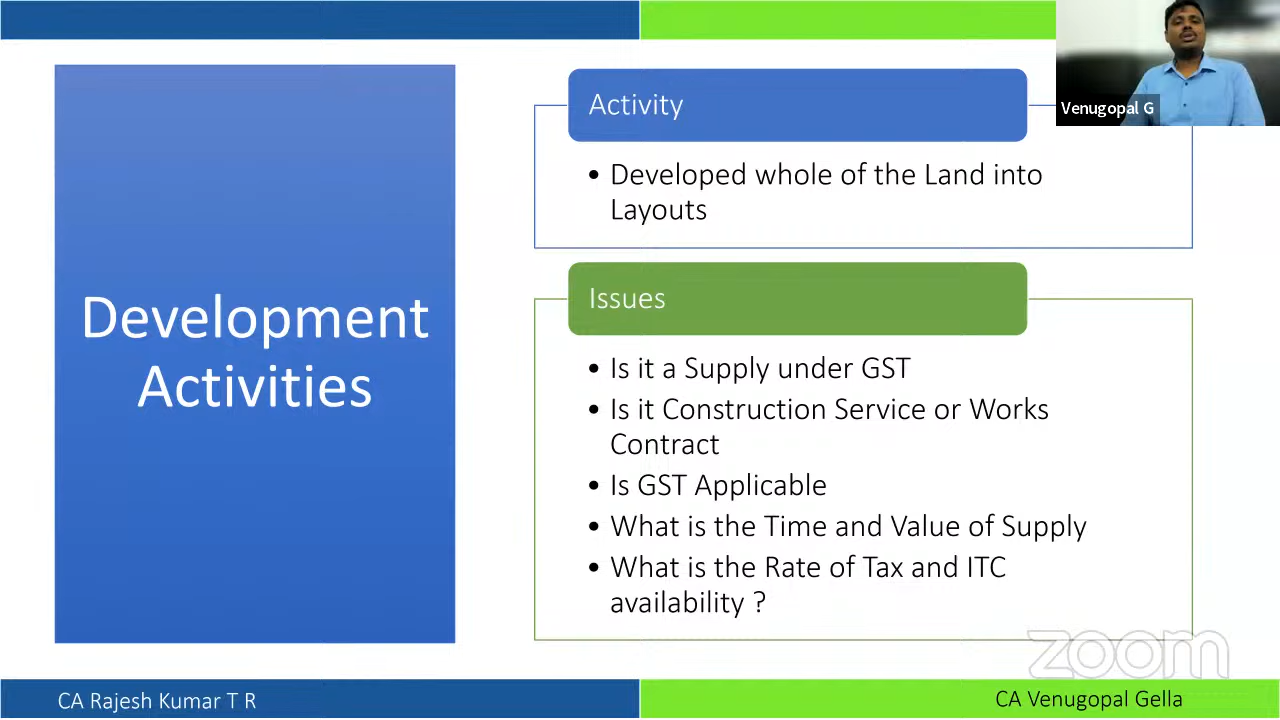 Development
Activities
Activity
• Developed whole of the Land into
Layouts
Issues
• Is it a Supply under GST
• Is it Construction Service or Works
Contract
• Is GST Applicable
• What is the Time and Value of Supply
• What is the Rate of Tax and ITC
availability ?
Venugopal G
zoom
CA Rajesh Kumar T R
CA Venugopal Gella